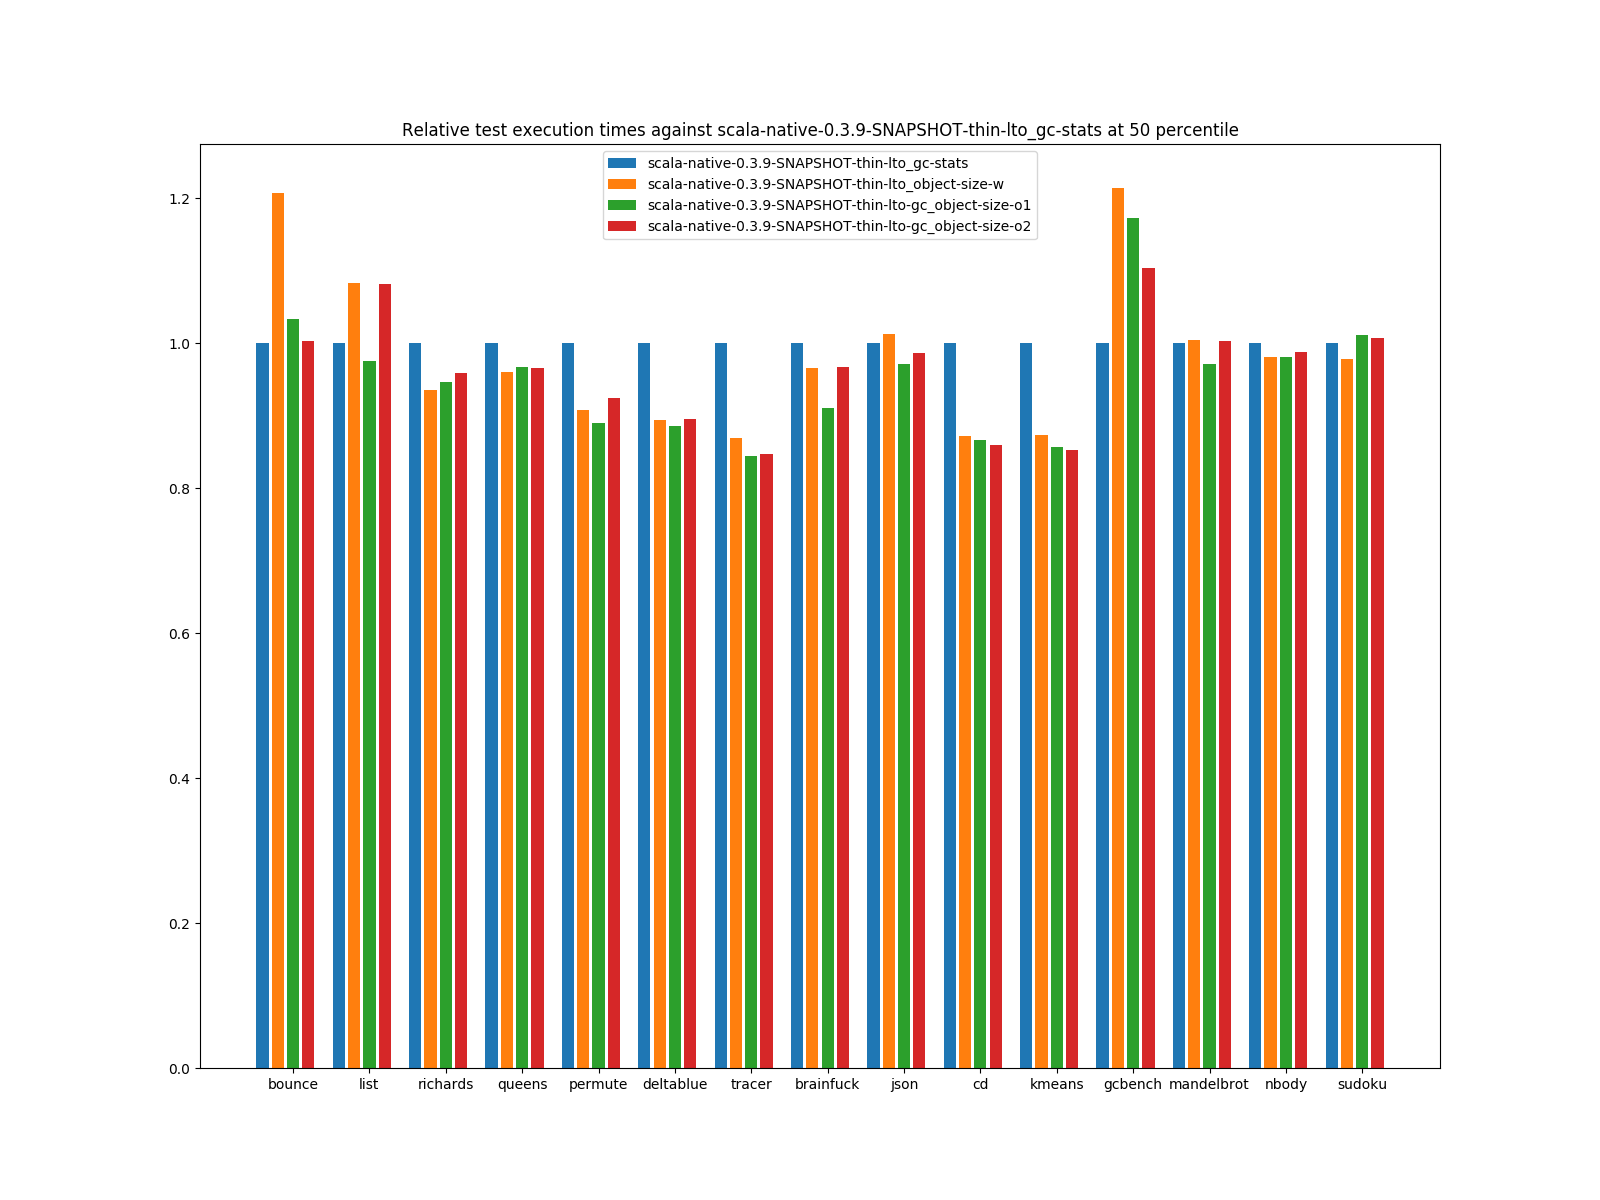 Relative test execution times against scala-native-0.3.9-SNAPSHOT-thin-lto_gc-stats at 50 percentile
scala-native-0.3.9-SNAPSHOT-thin-lto_gc-stats
scala-native-0.3.9-SNAPSHOT-thin-lto_object-size-w
scala-native-0.3.9-SNAPSHOT-thin-lto-gc_object-size-o1
scala-native-0.3.9-SNAPSHOT-thin-lto-gc_object-size-o2
1.2
1.0
0.8
0.6
0.4
0.2
0.0
bounce list richards queens permute deltablue tracer brainfuck json cd kmeans gcbench mandelbrot nbody sudoku